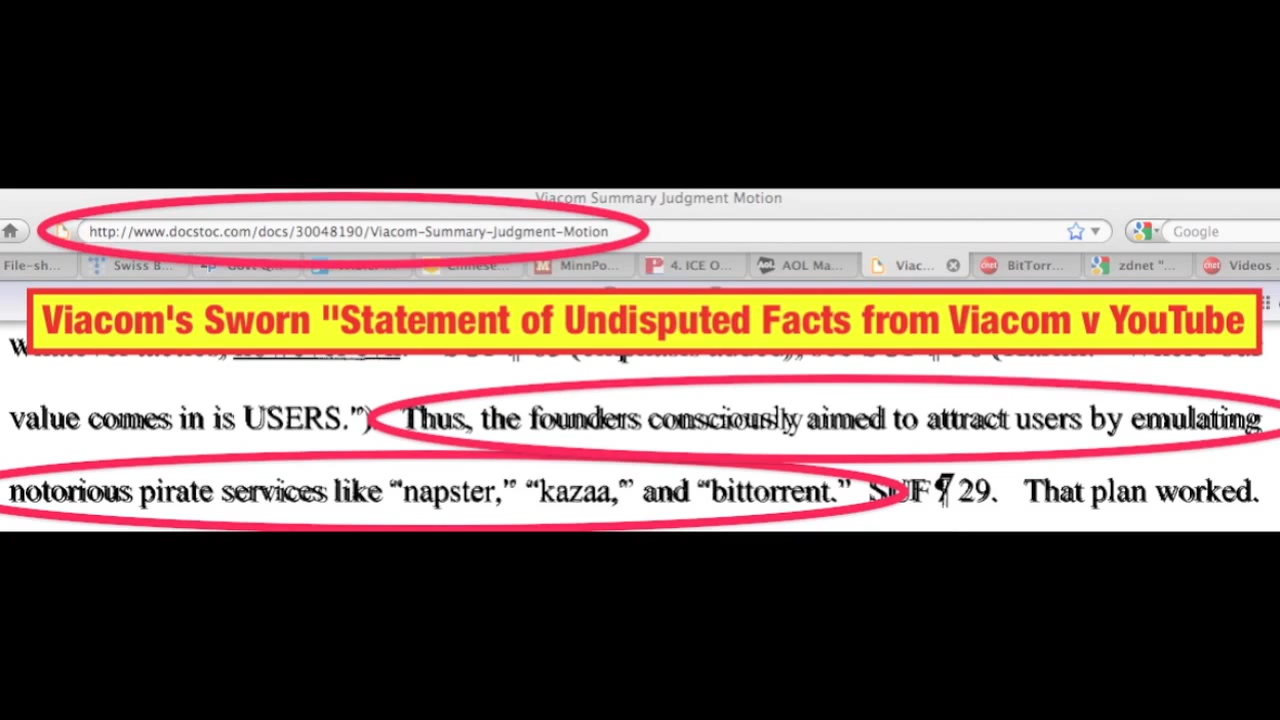 Viacom Summary Judgment Motion
http://www.docstoc.com/docs/30048190/Viacom-Summary-Judgment-Motion
Google
File-sh... Swiss B... MinnPo... 4. ICE O... AOL Ma... Viac... BitTorr... zdnet "... Videos
Viacom's Sworn "Statement of Undisputed Facts from Viacom v YouTube
value comes in is USERS.") Thus, the founders consciously aimed to attract users by emulating
notorious pirate services like “napster,” “kazaa,” and “bittorrent.” SUF ¶ 29. That plan worked.